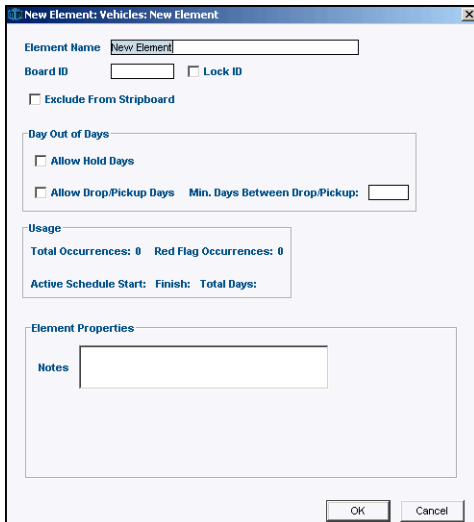 New Element: Vehicles: New Element
Element Name New Element
Board ID Lock ID
Exclude From Stripboard
Day Out of Days
Allow Hold Days
Allow Drop/Pickup Days Min. Days Between Drop/Pickup:
Usage
Total Occurrences: 0 Red Flag Occurrences: 0
Active Schedule Start: Finish: Total Days:
Element Properties
Notes
OK Cancel